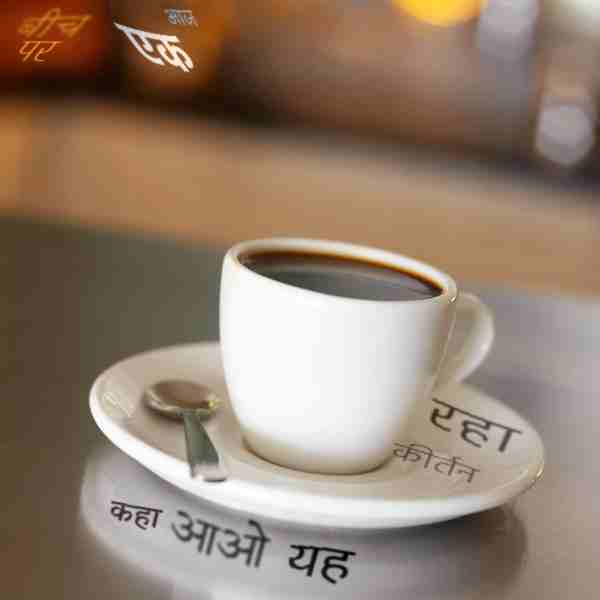 बीच
पर
आज
एक
रहा
कीर्तन
कहा आओ यह